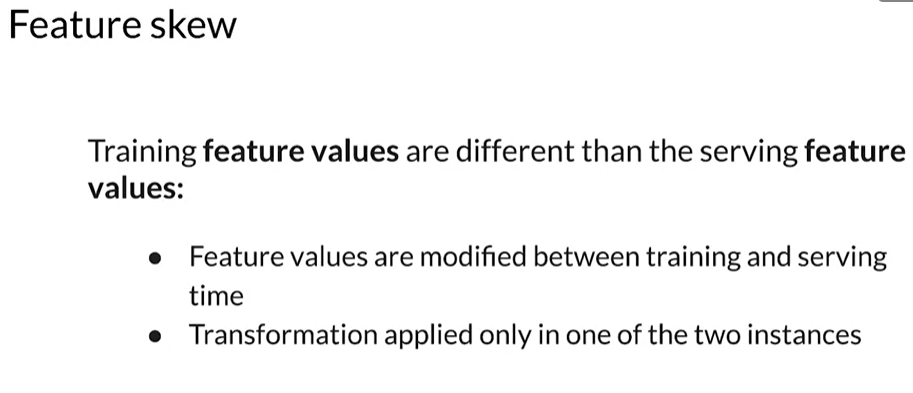 Feature skew
Training feature values are different than the serving feature
values:
● Feature values are modified between training and serving
time
● Transformation applied only in one of the two instances